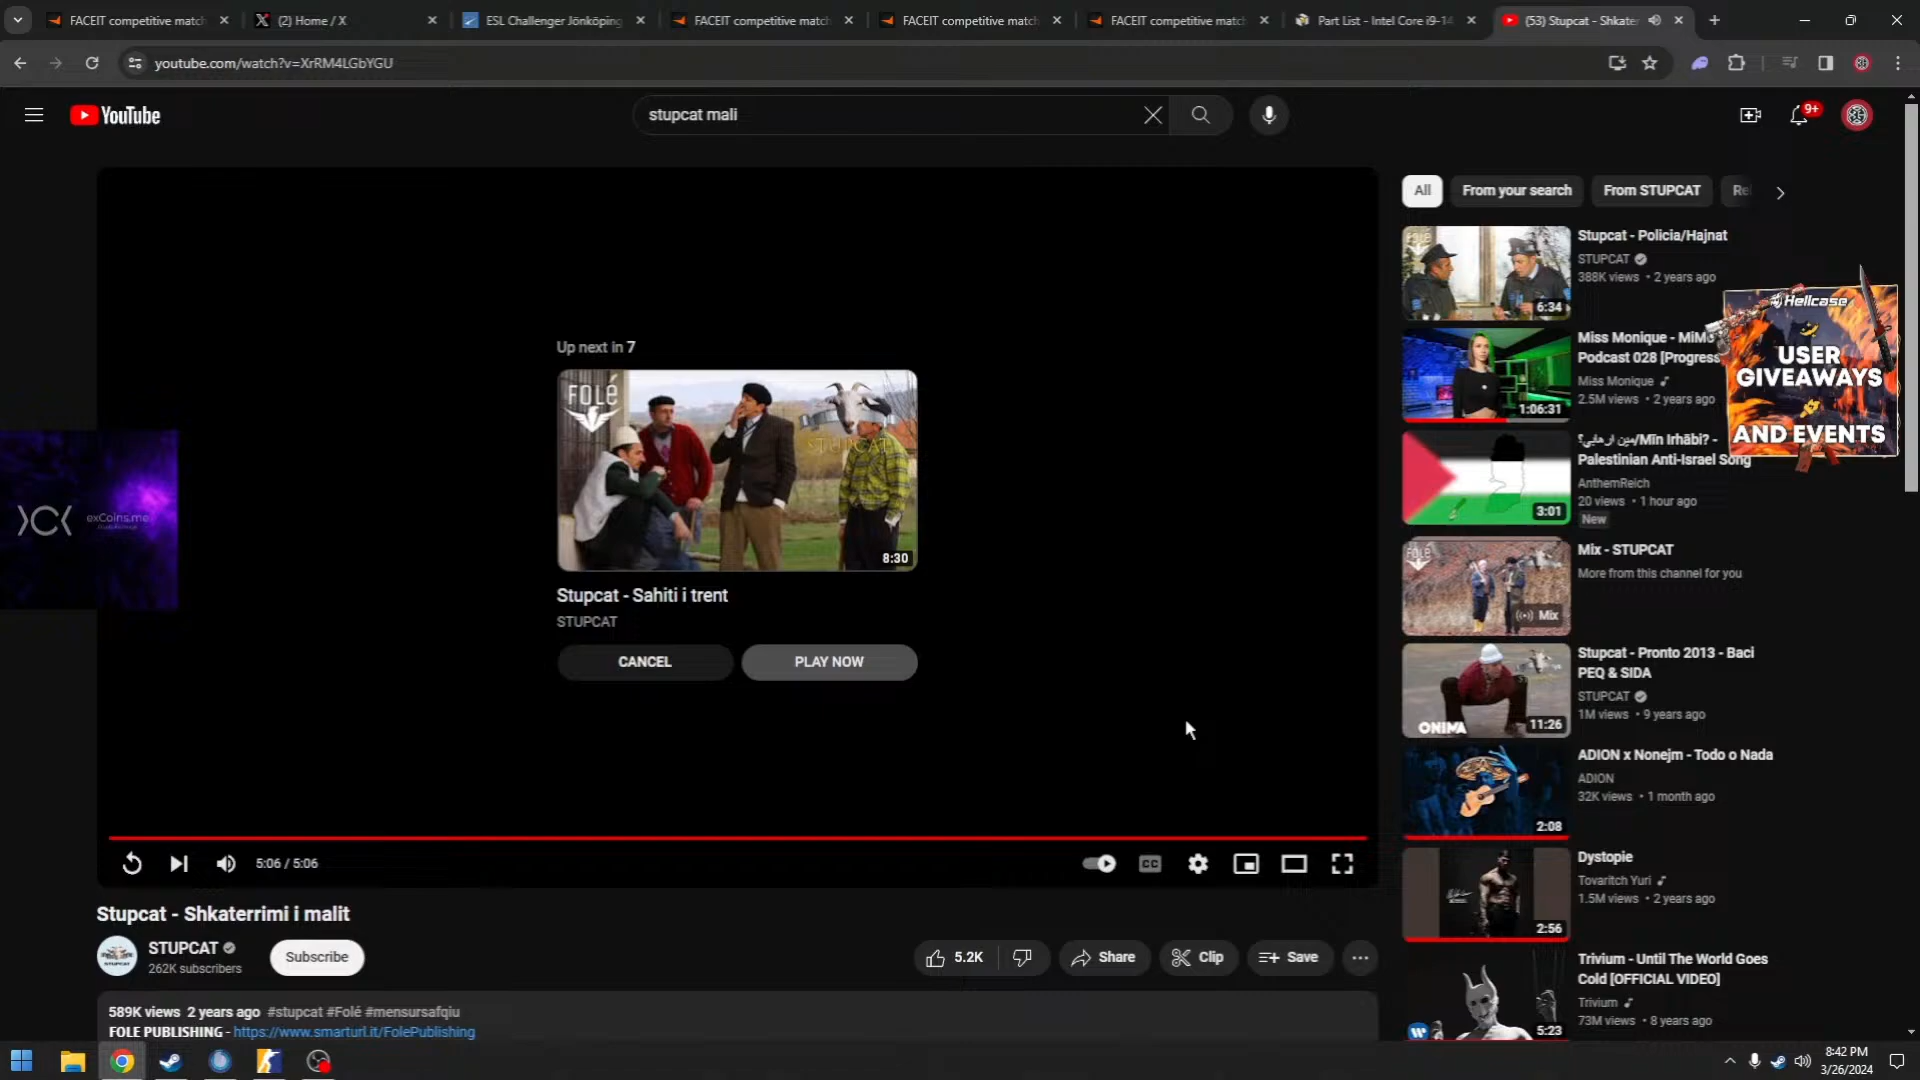 FACEIT competitive match
(2) Home / X
ESL Challenger Jönköping
FACEIT competitive match
FACEIT competitive match
FACEIT competitive match
Part List - Intel Core i9-14
(53) Stupcat - Shkater
youtube.com/watch?v=XrRM4LGbYGU
YouTube
stupcat mali
9+
All
From your search
From STUPCAT
Up next in 7
FOLÉ
STUPCAT
8:30
Stupcat - Sahiti i trent
STUPCAT
CANCEL
PLAY NOW
exCoins.me
5:06 / 5:06
CC
Stupcat - Shkaterrimi i malit
STUPCAT
262K subscribers
Subscribe
5.2K
Share
Clip
Save
589K views 2 years ago #stupcat #Folé #mensursafqiu
FOLE PUBLISHING - https://www.smarturl.it/FolePublishing
FOLÉ
6:34
Stupcat - Policia/Hajnat
STUPCAT
388K views • 2 years ago
1:06:31
Miss Monique - MiMo
Podcast 028 [Progress
Miss Monique
2.5M views • 2 years ago
Hellcase
USER
GIVEAWAYS
AND EVENTS
3:01
مين ارهابي؟/Mīn Irhābi? -
Palestinian Anti-Israel Song
AnthemReich
20 views • 1 hour ago
New
FOLÉ
Mix
Mix - STUPCAT
More from this channel for you
ONIMA
11:26
Stupcat - Pronto 2013 - Baci
PEQ & SIDA
STUPCAT
1M views • 9 years ago
2:08
ADION x Nonejm - Todo o Nada
ADION
32K views • 1 month ago
2:56
Dystopie
Tovaritch Yuri
1.5M views • 2 years ago
5:23
Trivium - Until The World Goes
Cold [OFFICIAL VIDEO]
Trivium
73M views • 8 years ago
8:42 PM
3/26/2024